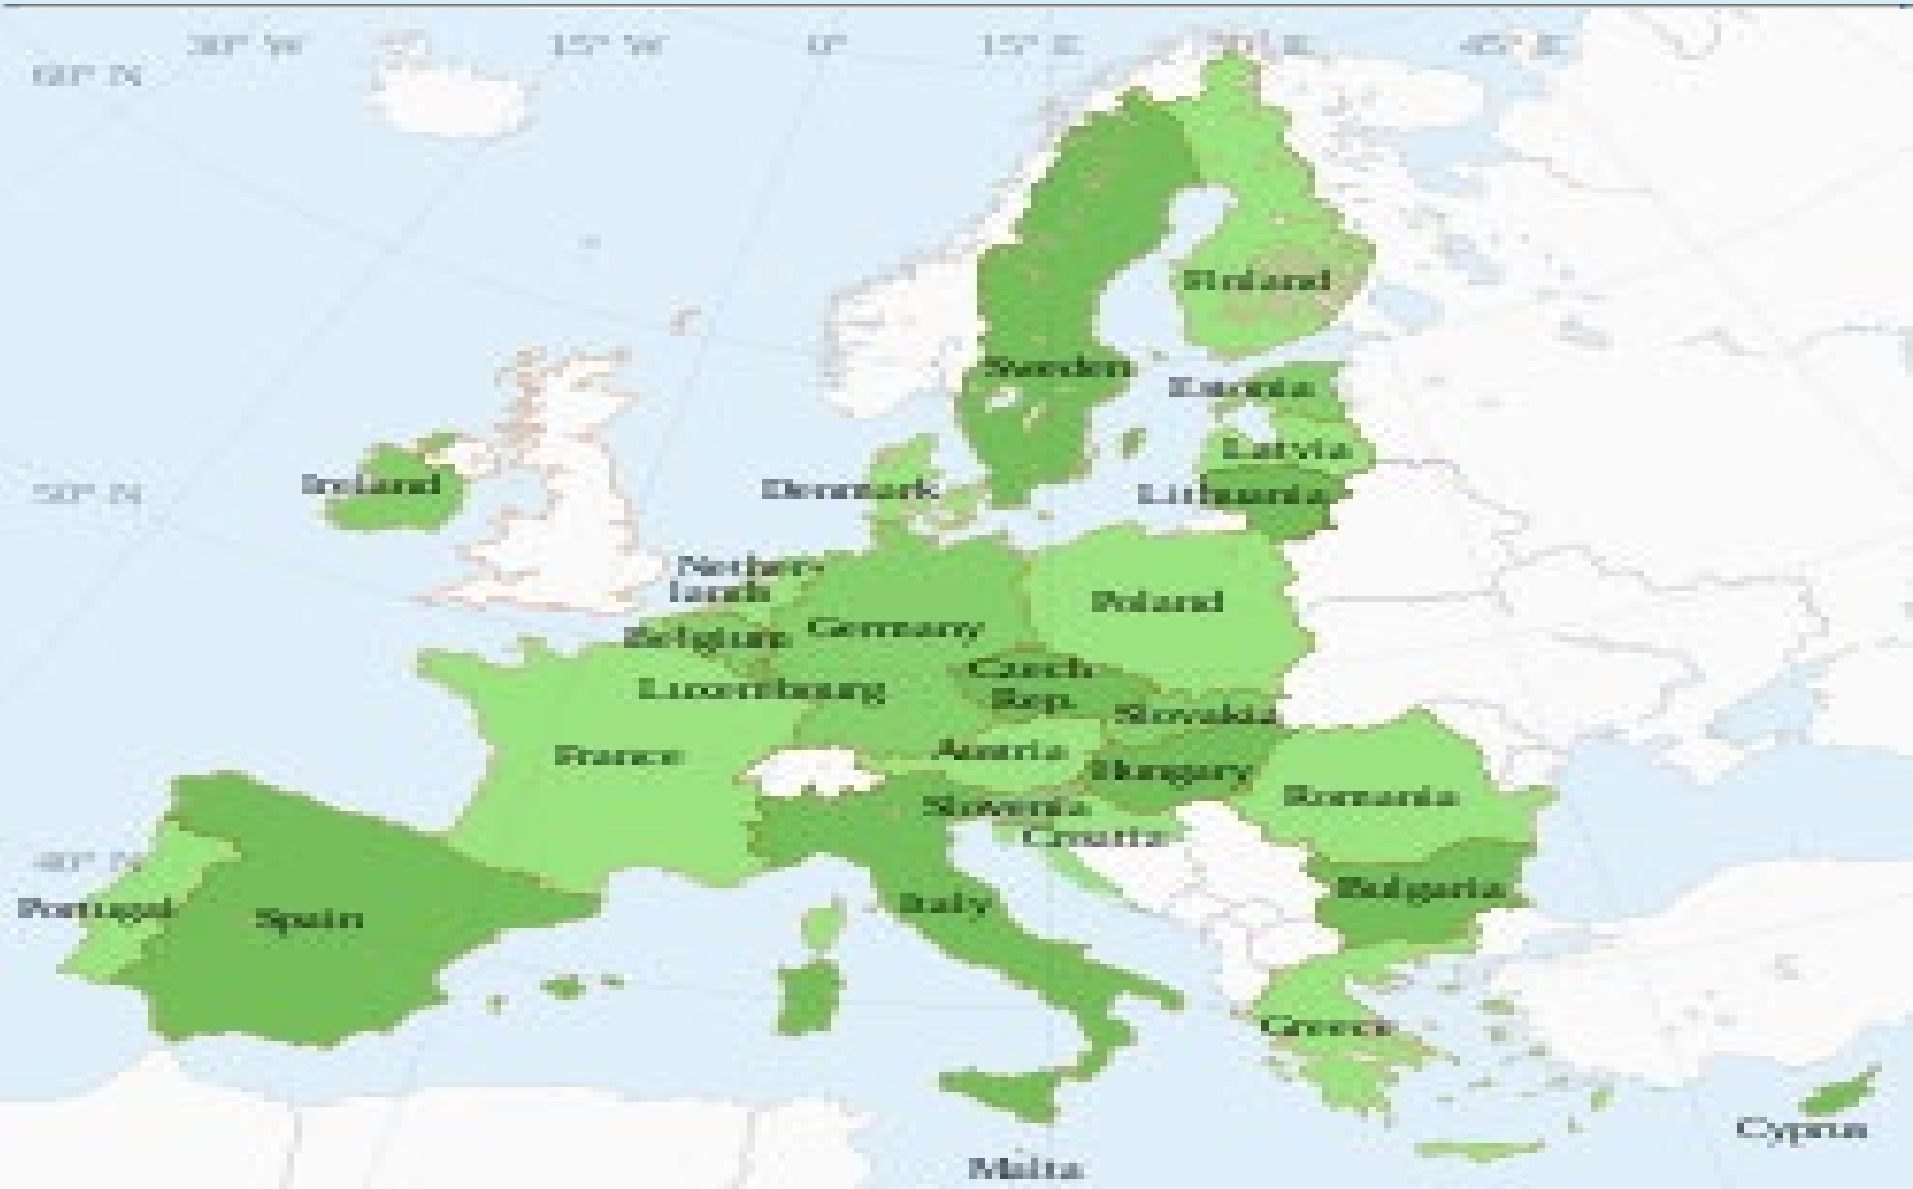 30° W
15° W
0°
15° E
30° E
45° E
60° N
Finland
Sweden
Estonia
Latvia
Ireland
Denmark
Lithuania
50° N
Nether-
lands
Poland
Belgium
Germany
Czech
Rep.
Luxembourg
Slovakia
France
Austria
Hungary
Slovenia
Romania
Croatia
40° N
Portugal
Spain
Italy
Bulgaria
Greece
Cyprus
Malta